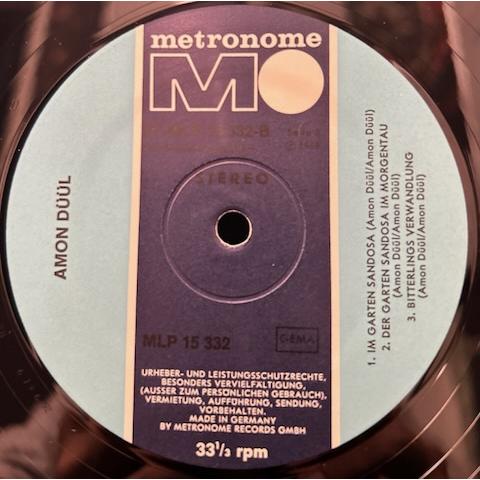 metronome
MO
332-B
STEREO
AMON DÜÜL
1. IM GARTEN SANDOSA (Amon Düül/Amon Düül)
2. DER GARTEN SANDOSA IM MORGENTAU
(Amon Düül/Amon Düül)
3. BITTERLINGS VERWANDLUNG
(Amon Düül/Amon Düül)
MLP 15 332
GEMA
URHEBER- UND LEISTUNGSSCHUTZRECHTE,
BESONDERS VERVIELFÄLTIGUNG,
(AUSSER ZUM PERSÖNLICHEN GEBRAUCH),
VERMIETUNG, AUFFÜHRUNG, SENDUNG,
VORBEHALTEN.
MADE IN GERMANY
BY METRONOME RECORDS GMBH
33⅓ rpm